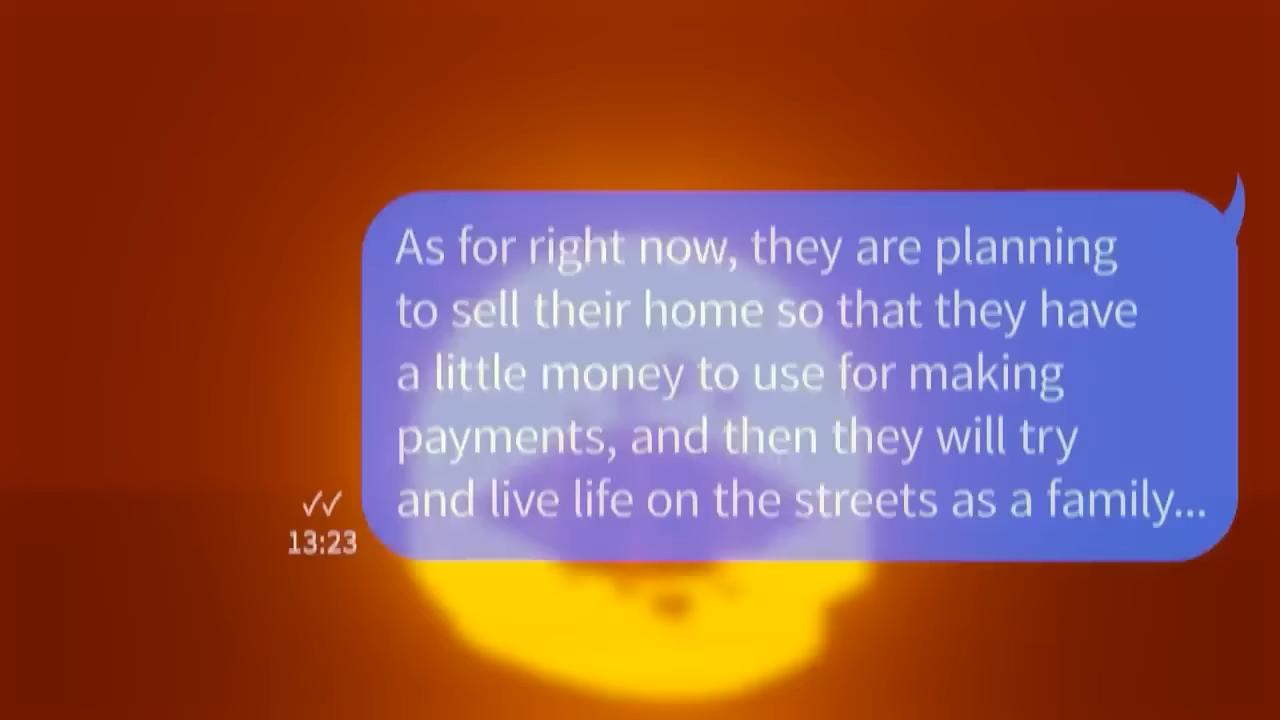 As for right now, they are planning
to sell their home so that they have
a little money to use for making
payments, and then they will try
and live life on the streets as a family...
✓✓
13:23